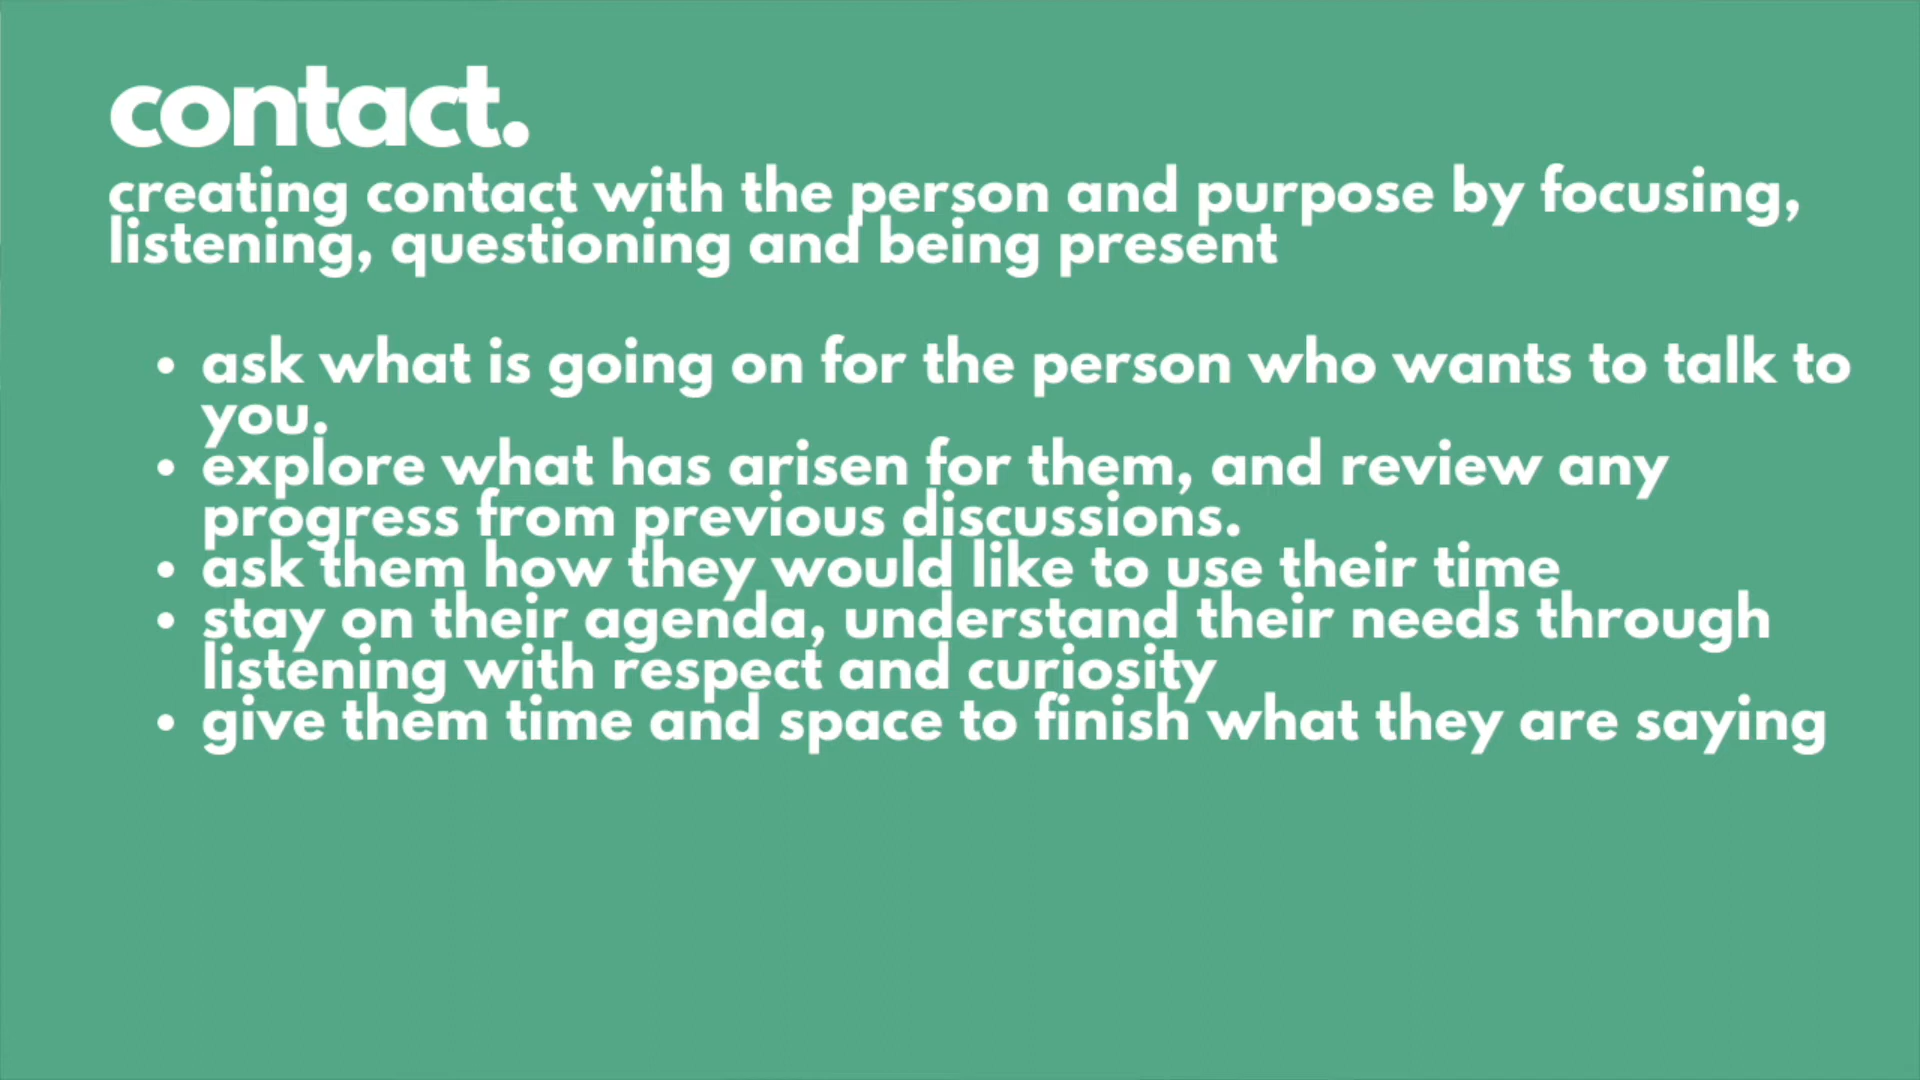 contact.
creating contact with the person and purpose by focusing,
listening, questioning and being present
• ask what is going on for the person who wants to talk to
you.
• explore what has arisen for them, and review any
progress from previous discussions.
• ask them how they would like to use their time
• stay on their agenda, understand their needs through
listening with respect and curiosity
• give them time and space to finish what they are saying